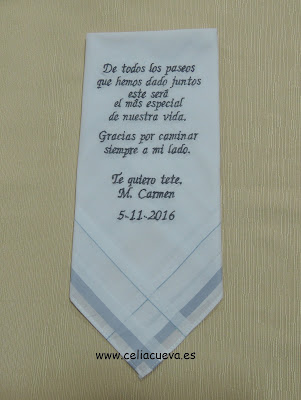 De todos los paseos
que hemos dado juntos
este será
el más especial
de nuestra vida.
Gracias por caminar
siempre a mi lado.
Te quiero tete.
M. Carmen
5-11-2016
www.celiacueva.es